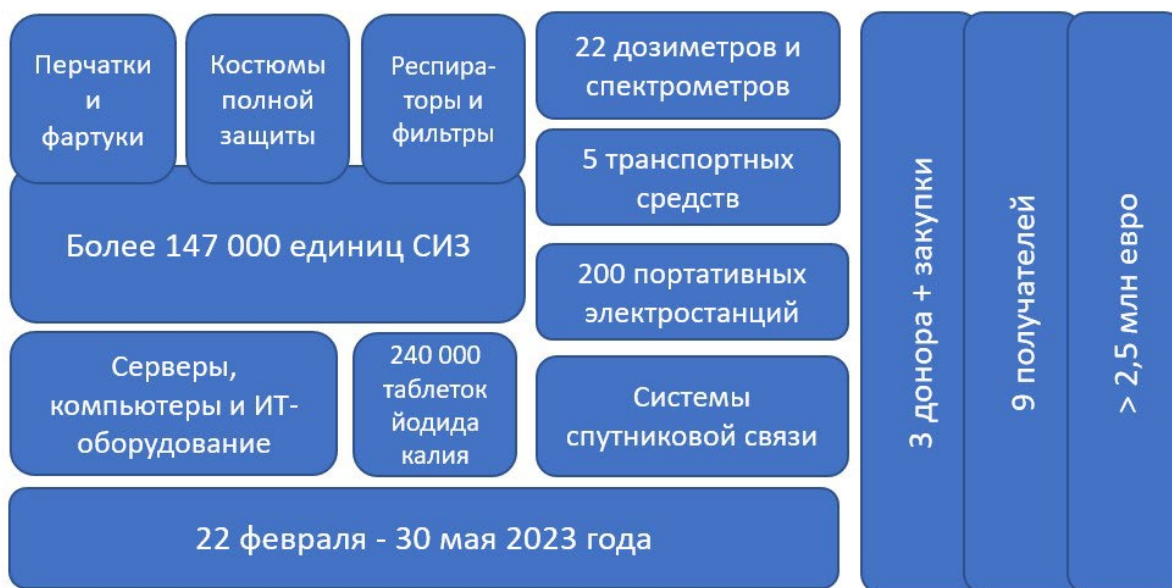 Перчатки
и
фартуки
Костюмы
полной
защиты
Респира-
торы и
фильтры
Более 147 000 единиц СИЗ
Серверы,
компьютеры и ИТ-
оборудование
240 000
таблеток
йодида
калия
22 дозиметров и
спектрометров
5 транспортных
средств
200 портативных
электростанций
Системы
спутниковой связи
22 февраля - 30 мая 2023 года
3 донора + закупки
9 получателей
> 2,5 млн евро